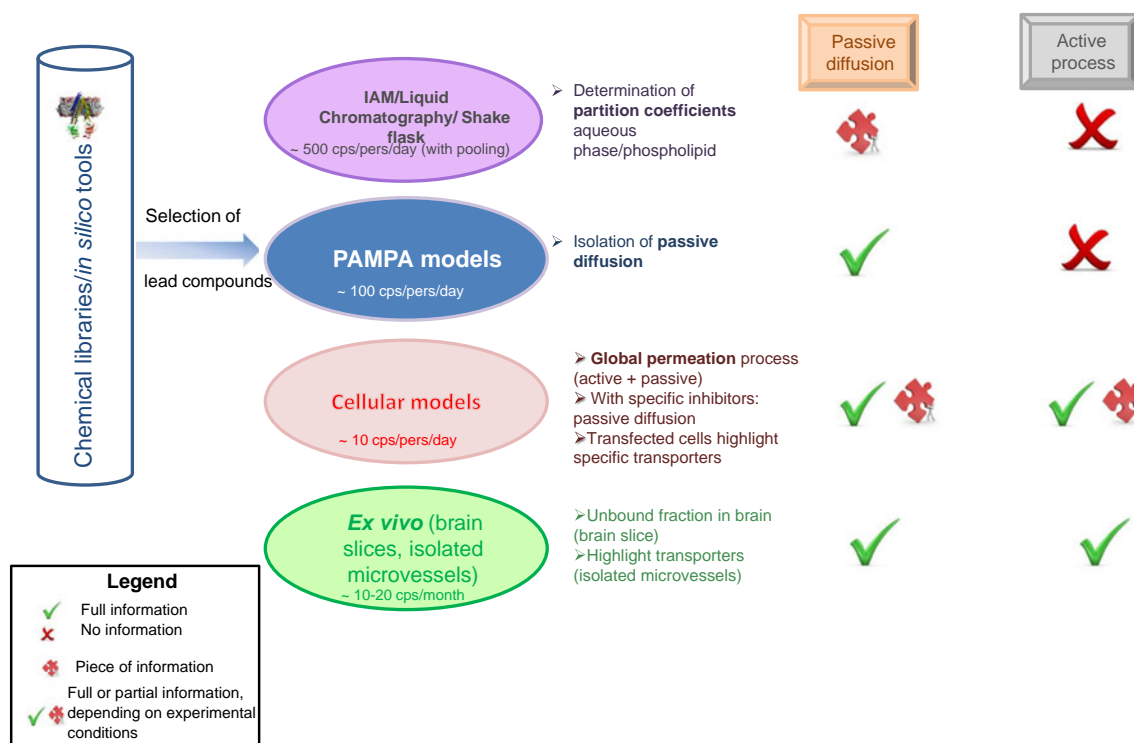 Passive
diffusion
Active
process
Chemical libraries/in silico tools
Selection of
lead compounds
IAM/Liquid
Chromatography/ Shake
flask
~ 500 cps/pers/day (with pooling)
➢ Determination of
partition coefficients
aqueous
phase/phospholipid
PAMPA models
~ 100 cps/pers/day
➢ Isolation of passive
diffusion
Cellular models
~ 10 cps/pers/day
➢ Global permeation process
(active + passive)
➢ With specific inhibitors:
passive diffusion
➢Transfected cells highlight
specific transporters
Ex vivo (brain
slices, isolated
microvessels)
~ 10-20 cps/month
➢Unbound fraction in brain
(brain slice)
➢Highlight transporters
(isolated microvessels)
Legend
Full information
No information
Piece of information
Full or partial information,
depending on experimental
conditions